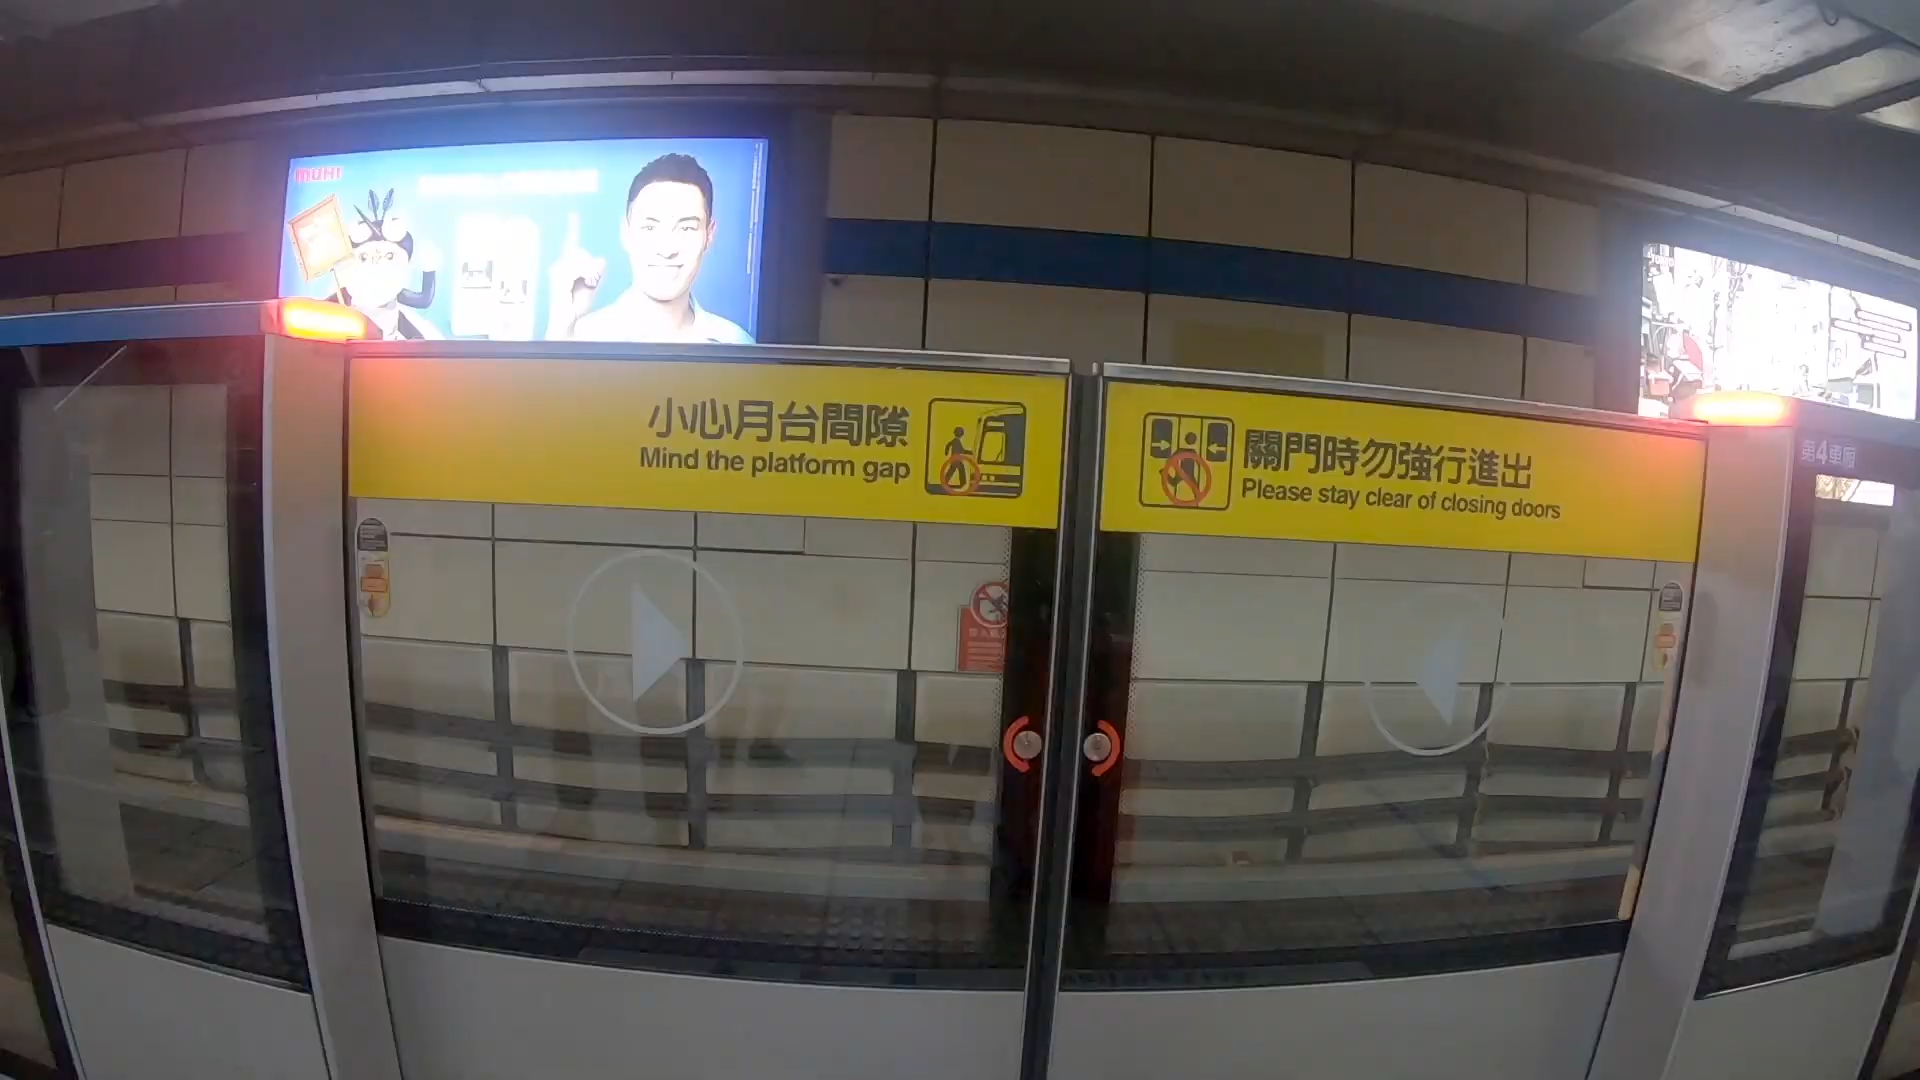 MUHI
小心月台間隙
Mind the platform gap
關門時勿強行進出
Please stay clear of closing doors
第4車廂